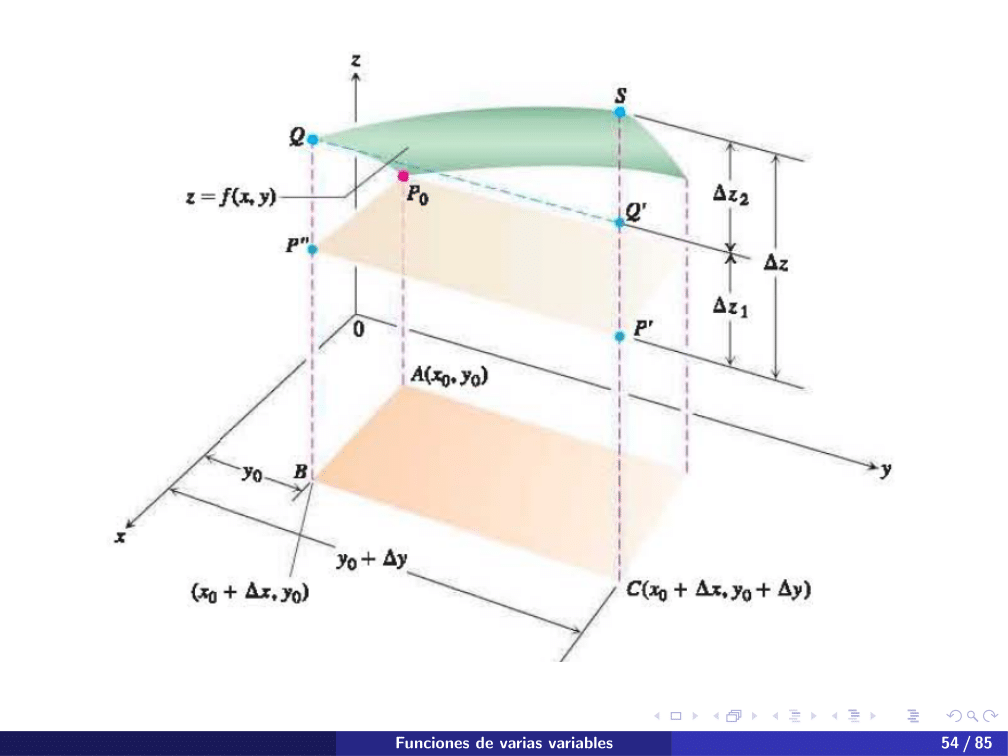 z
S
Q
z = f(x, y)
P₀
Δz₂
Q'
P"
Δz
Δz₁
P'
0
A(x₀, y₀)
y
y₀
B
x
y₀ + Δy
(x₀ + Δx, y₀)
C(x₀ + Δx, y₀ + Δy)
Funciones de varias variables
54 / 85